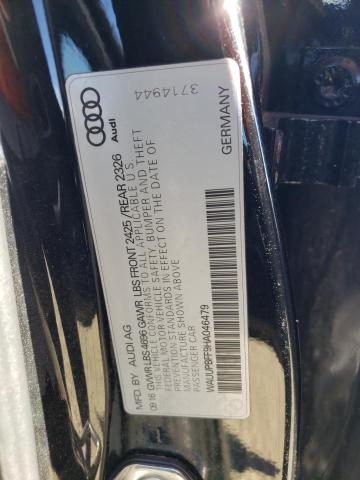 Audi
3714944
MFD BY: AUDI AG
09.16 GVWR LBS 4696 GAWR LBS FRONT 2425 /REAR 2326
THIS VEHICLE CONFORMS TO ALL APPLICABLE U.S.
FEDERAL MOTOR VEHICLE SAFETY, BUMPER AND THEFT
PREVENTION STANDARDS IN EFFECT ON THE DATE OF
MANUFACTURE SHOWN ABOVE
PASSENGER CAR
WAUUPBFF9HA046479
GERMANY